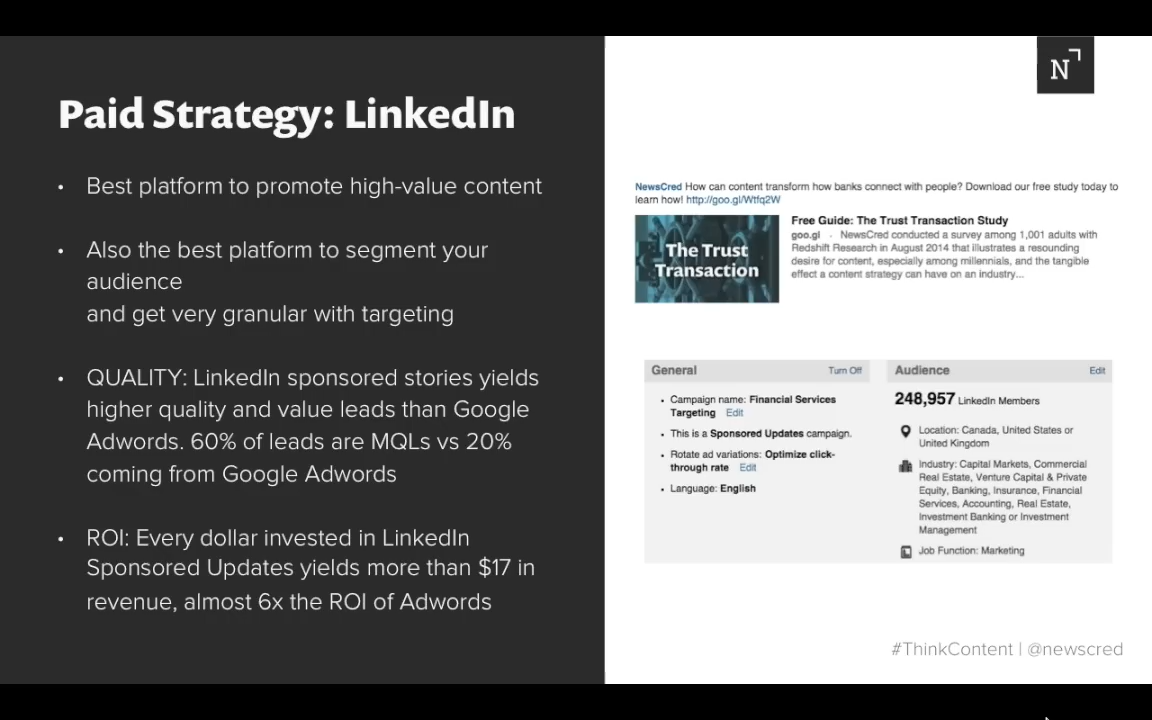 N
Paid Strategy: LinkedIn
• Best platform to promote high-value content
• Also the best platform to segment your
audience
and get very granular with targeting
• QUALITY: LinkedIn sponsored stories yields
higher quality and value leads than Google
Adwords. 60% of leads are MQLs vs 20%
coming from Google Adwords
• ROI: Every dollar invested in LinkedIn
Sponsored Updates yields more than $17 in
revenue, almost 6x the ROI of Adwords
NewsCred How can content transform how banks connect with people? Download our free study today to
learn how! http://goo.gl/Wtfq2W
The Trust
Transaction
Free Guide: The Trust Transaction Study
goo.gl · NewsCred conducted a survey among 1,001 adults with
Redshift Research in August 2014 that illustrates a resounding
desire for content, especially among millennials, and the tangible
effect a content strategy can have on an industry...
General Turn Off
• Campaign name: Financial Services
Targeting Edit
• This is a Sponsored Updates campaign.
• Rotate ad variations: Optimize click-
through rate Edit
• Language: English
Audience Edit
248,957 LinkedIn Members
Location: Canada, United States or
United Kingdom
Industry: Capital Markets, Commercial
Real Estate, Venture Capital & Private
Equity, Banking, Insurance, Financial
Services, Accounting, Real Estate,
Investment Banking or Investment
Management
Job Function: Marketing
#ThinkContent | @newscred